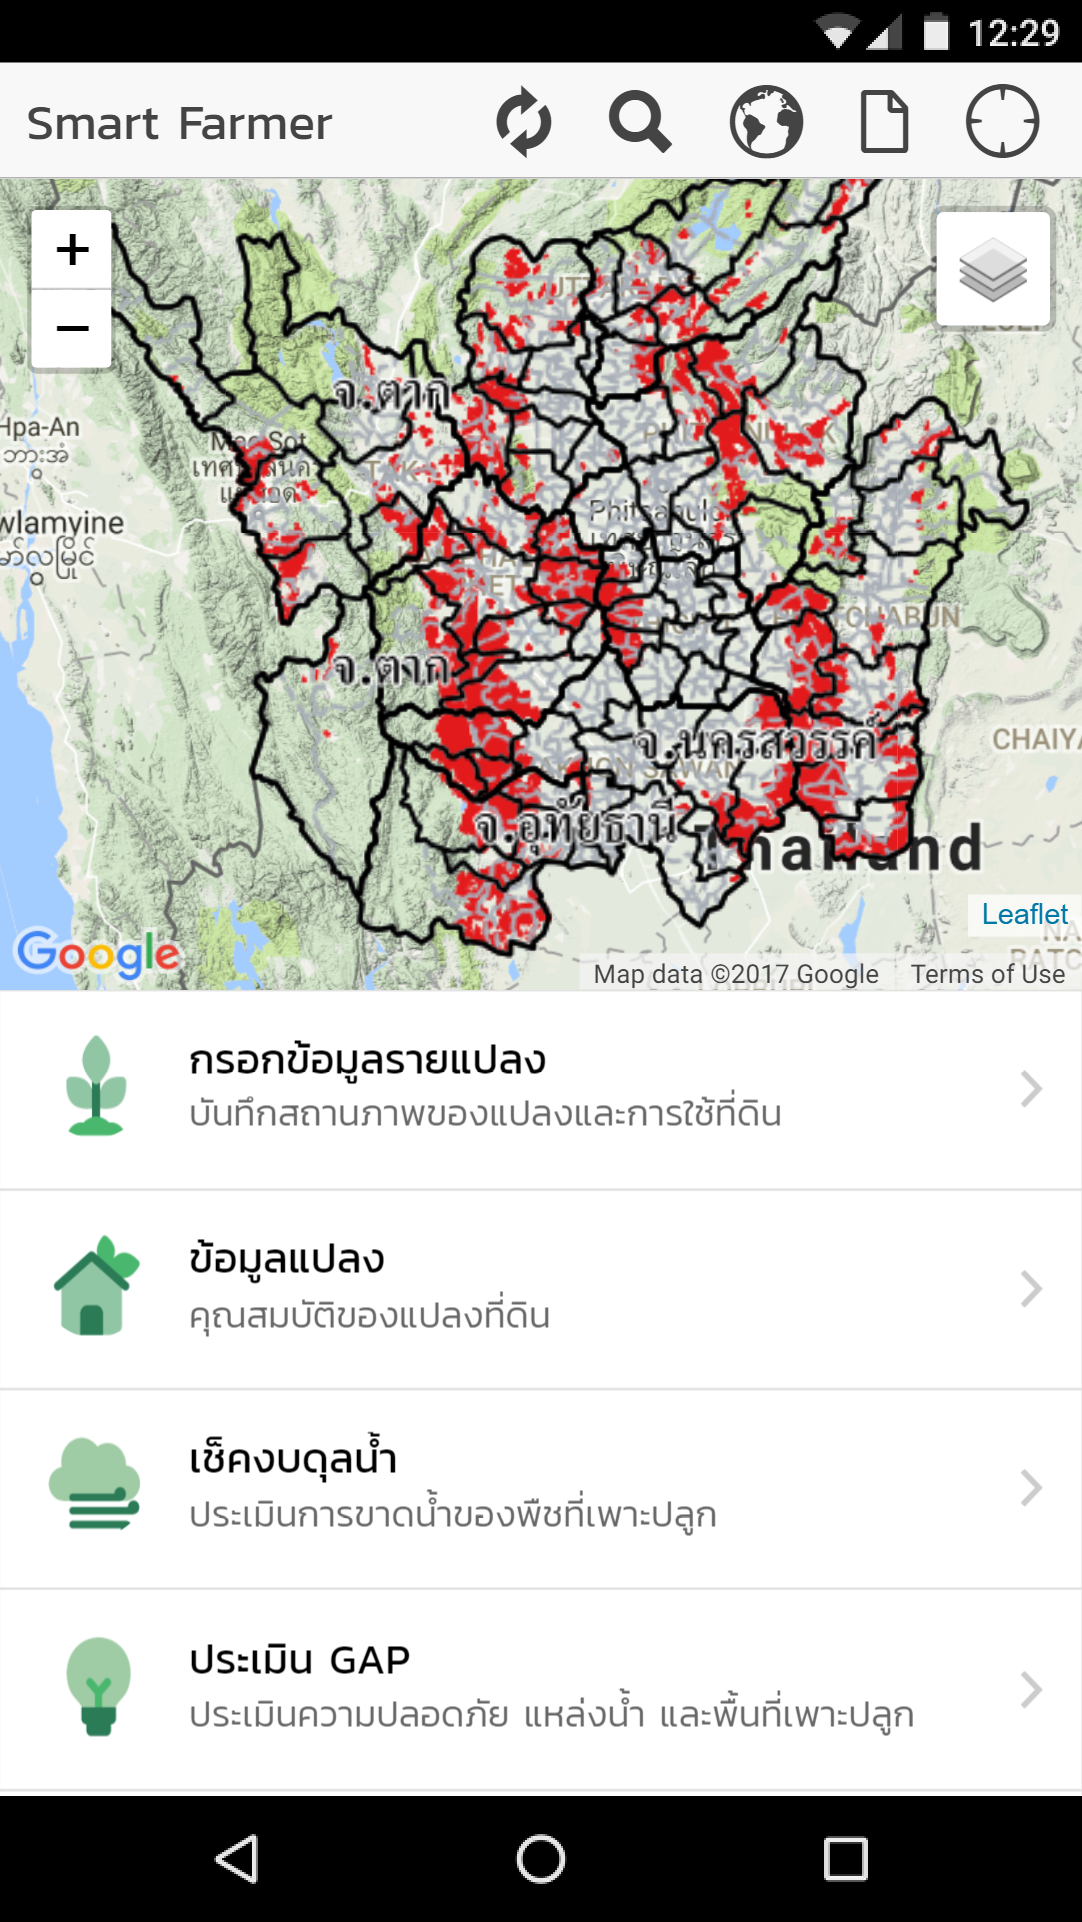 12:29
Smart Farmer
+
−
จ.ตาก
Hpa-An
ဘားအံ
Mae Sot
wlamyine
Phitsanulok
จ.ตาก
จ.นครสวรรค์
CHAIYA
จ.อุทัยธานี
Thailand
Leaflet
Google
Map data ©2017 Google
Terms of Use
กรอกข้อมูลรายแปลง
บันทึกสถานภาพของแปลงและการใช้ที่ดิน
ข้อมูลแปลง
คุณสมบัติของแปลงที่ดิน
เช็คงบดุลน้ำ
ประเมินการขาดน้ำของพืชที่เพาะปลูก
ประเมิน GAP
ประเมินความปลอดภัย แหล่งน้ำ และพื้นที่เพาะปลูก